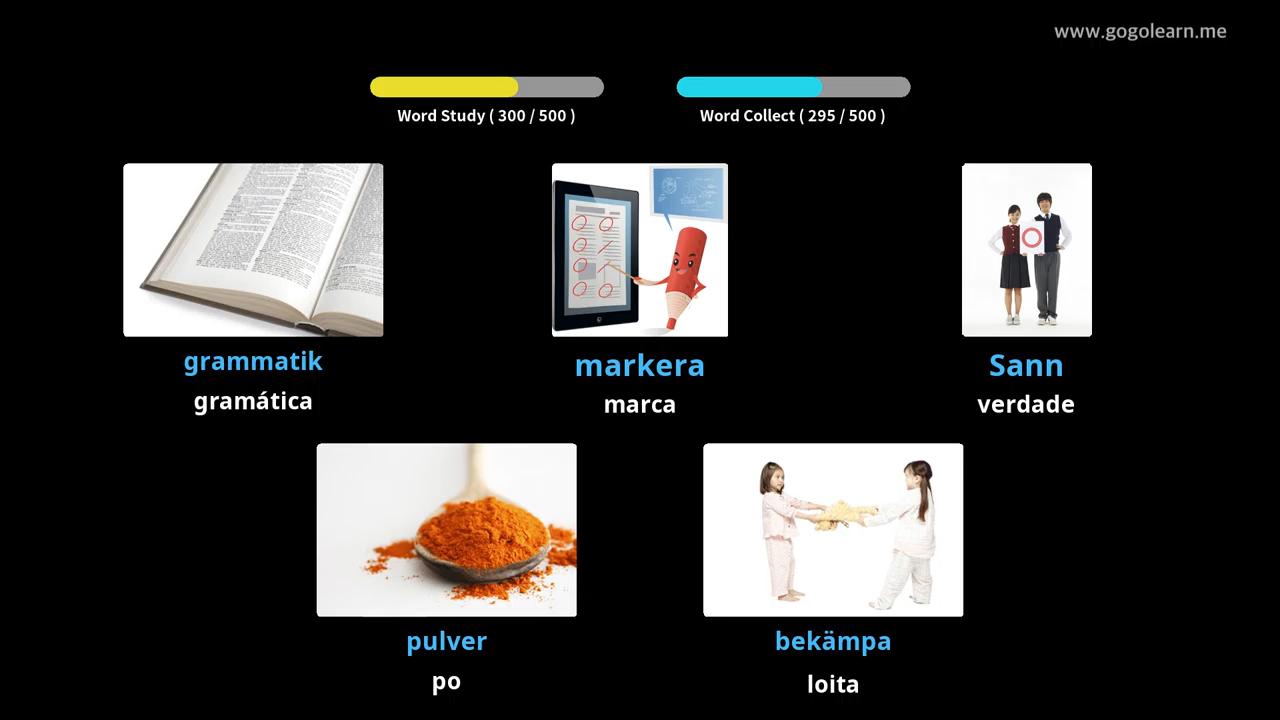 www.gogolearn.me
Word Study ( 300 / 500 )
Word Collect ( 295 / 500 )
grammatik
gramática
markera
marca
Sann
verdade
pulver
po
bekämpa
loita